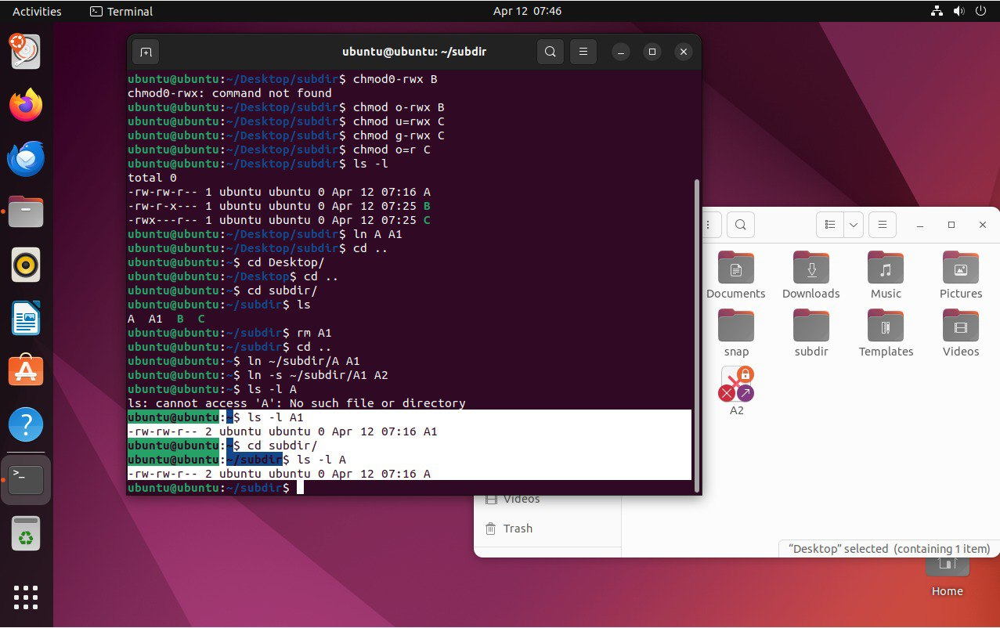 Activities
Terminal
Apr 12 07:46
ubuntu@ubuntu: ~/subdir
ubuntu@ubuntu:~/Desktop/subdir$ chmod0-rwx B
chmod0-rwx: command not found
ubuntu@ubuntu:~/Desktop/subdir$ chmod o-rwx B
ubuntu@ubuntu:~/Desktop/subdir$ chmod u=rwx C
ubuntu@ubuntu:~/Desktop/subdir$ chmod g-rwx C
ubuntu@ubuntu:~/Desktop/subdir$ chmod o=r C
ubuntu@ubuntu:~/Desktop/subdir$ ls -l
total 0
-rw-rw-r-- 1 ubuntu ubuntu 0 Apr 12 07:16 A
-rw-r-x--- 1 ubuntu ubuntu 0 Apr 12 07:25 B
-rwx---r-- 1 ubuntu ubuntu 0 Apr 12 07:25 C
ubuntu@ubuntu:~/Desktop/subdir$ ln A A1
ubuntu@ubuntu:~/Desktop/subdir$ cd ..
ubuntu@ubuntu:~$ cd Desktop/
ubuntu@ubuntu:~/Desktop$ cd ..
ubuntu@ubuntu:~$ cd subdir/
ubuntu@ubuntu:~/subdir$ ls
A  A1  B  C
ubuntu@ubuntu:~/subdir$ rm A1
ubuntu@ubuntu:~/subdir$ cd ..
ubuntu@ubuntu:~$ ln ~/subdir/A A1
ubuntu@ubuntu:~$ ln -s ~/subdir/A1 A2
ubuntu@ubuntu:~$ ls -l A
ls: cannot access 'A': No such file or directory
ubuntu@ubuntu:~$ ls -l A1
-rw-rw-r-- 2 ubuntu ubuntu 0 Apr 12 07:16 A1
ubuntu@ubuntu:~$ cd subdir/
ubuntu@ubuntu:~/subdir$ ls -l A
-rw-rw-r-- 2 ubuntu ubuntu 0 Apr 12 07:16 A
ubuntu@ubuntu:~/subdir$
Documents
Downloads
Music
Pictures
snap
subdir
Templates
Videos
A2
Videos
Trash
“Desktop” selected (containing 1 item)
Home